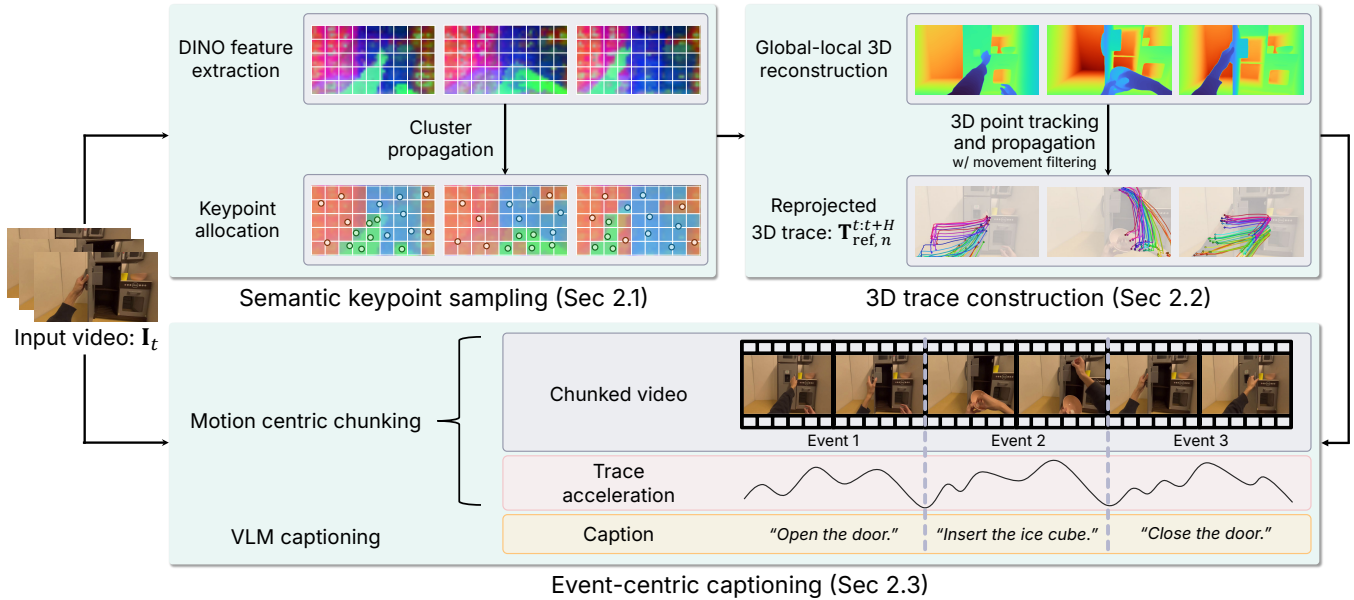 DINO feature
extraction
Cluster
propagation
Keypoint
allocation
Semantic keypoint sampling (Sec 2.1)
Global-local 3D
reconstruction
3D point tracking
and propagation
w/ movement filtering
Reprojected
3D trace: T^{t:t+H}_{ref, n}
3D trace construction (Sec 2.2)
Input video: I_t
Motion centric chunking
Chunked video
Event 1
Event 2
Event 3
Trace
acceleration
VLM captioning
Caption
“Open the door.”
“Insert the ice cube.”
“Close the door.”
Event-centric captioning (Sec 2.3)